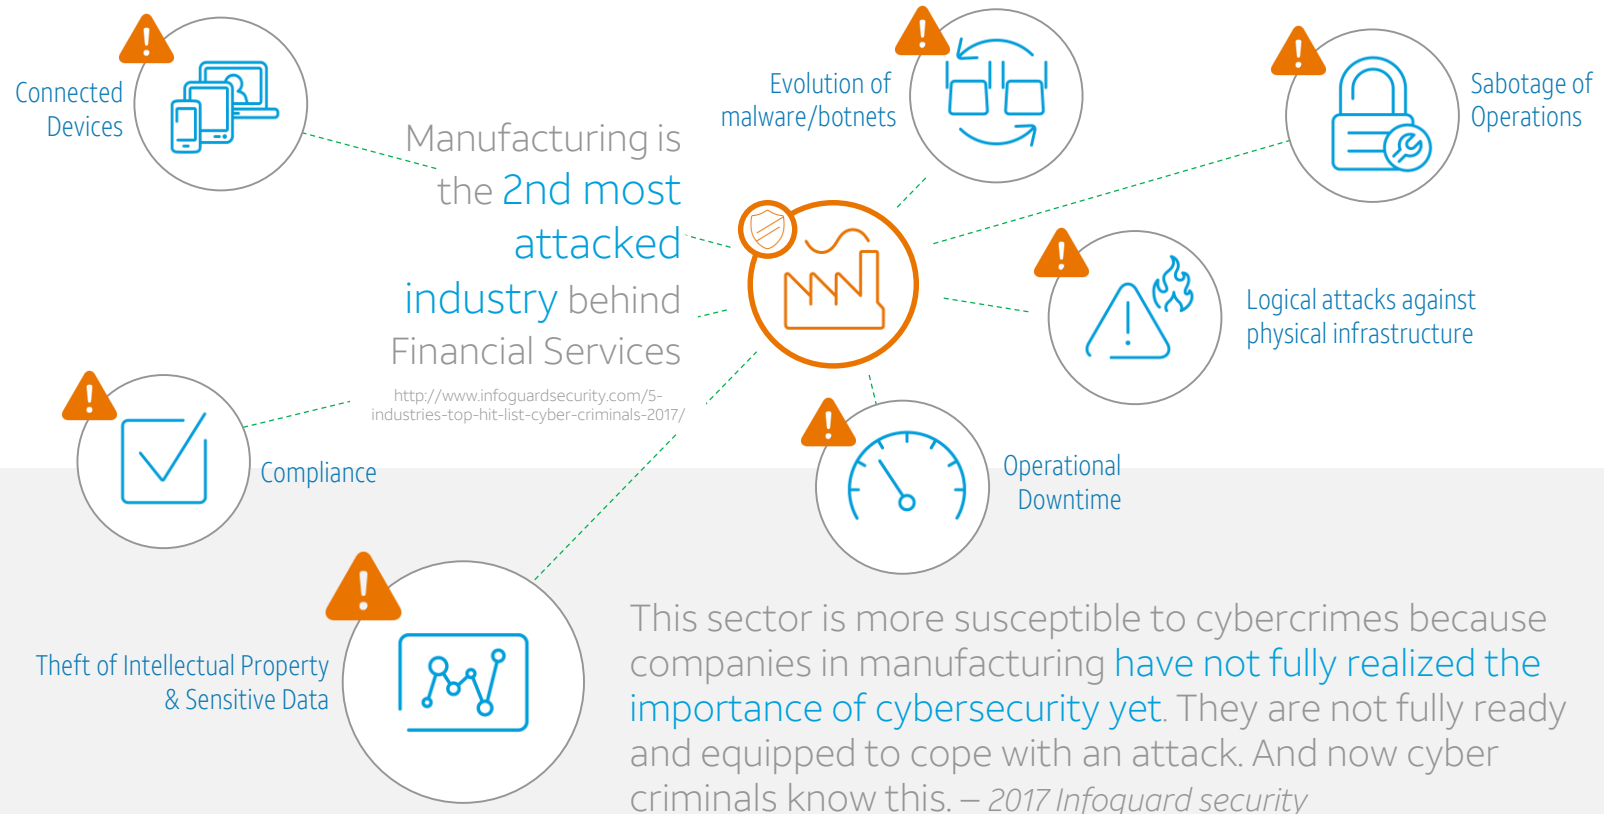 Connected
Devices
Evolution of
malware/botnets
Sabotage of
Operations
Manufacturing is
the 2nd most
attacked
industry behind
Financial Services
http://www.infoguardsecurity.com/5-
industries-top-hit-list-cyber-criminals-2017/
Logical attacks against
physical infrastructure
Compliance
Operational
Downtime
Theft of Intellectual Property
& Sensitive Data
This sector is more susceptible to cybercrimes because
companies in manufacturing have not fully realized the
importance of cybersecurity yet. They are not fully ready
and equipped to cope with an attack. And now cyber
criminals know this. – 2017 Infoguard security